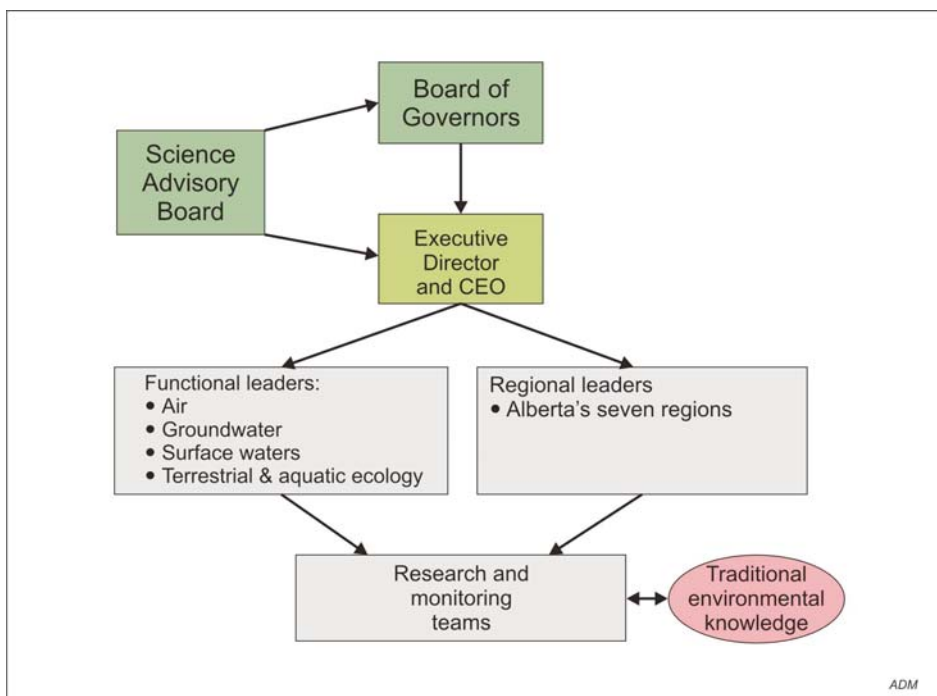 Board of
Governors
Science
Advisory
Board
Executive
Director
and CEO
Functional leaders:
• Air
• Groundwater
• Surface waters
• Terrestrial & aquatic ecology
Regional leaders
• Alberta's seven regions
Research and
monitoring
teams
Traditional
environmental
knowledge
ADM